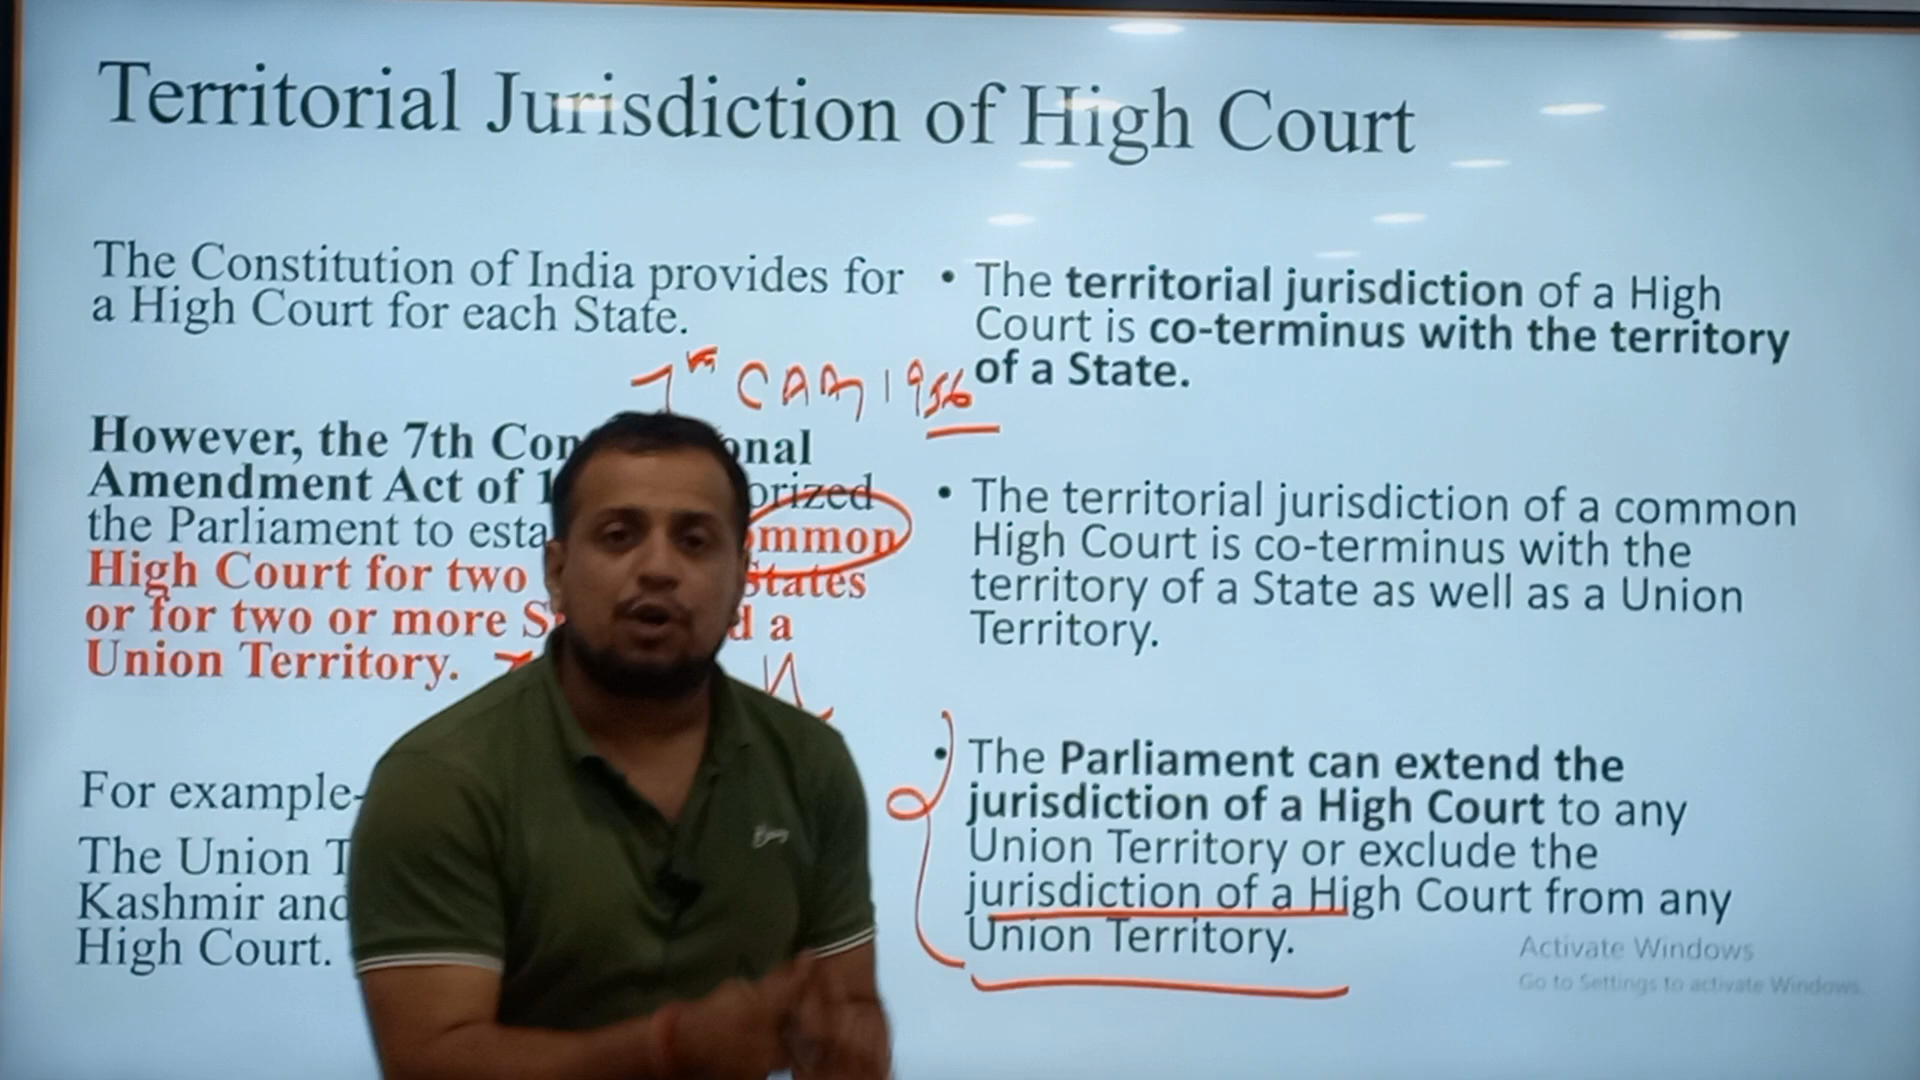 Territorial Jurisdiction of High Court
The Constitution of India provides for
a High Court for each State.
7th CAA, 1956
However, the 7th Con onal
Amendment Act of 1 orized
the Parliament to esta ommon
High Court for two States
or for two or more S d a
Union Territory.
For example-
The Union T
Kashmir and
High Court.
• The territorial jurisdiction of a High
Court is co-terminus with the territory
of a State.
• The territorial jurisdiction of a common
High Court is co-terminus with the
territory of a State as well as a Union
Territory.
• The Parliament can extend the
jurisdiction of a High Court to any
Union Territory or exclude the
jurisdiction of a High Court from any
Union Territory.
Activate Windows
Go to Settings to activate Windows.